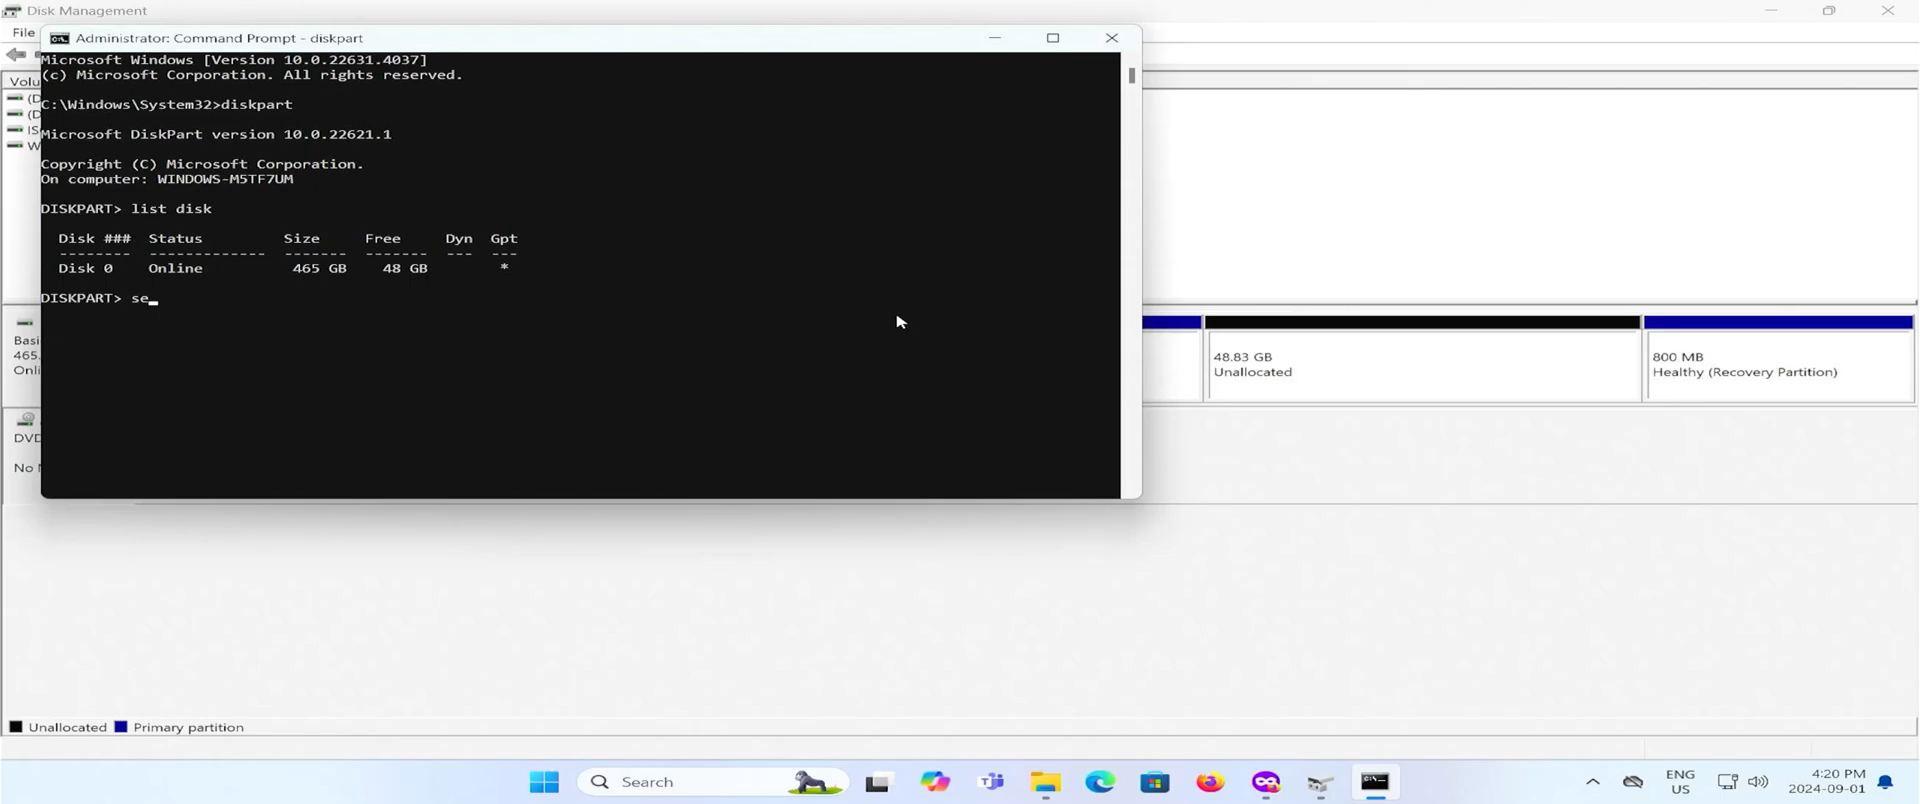 Disk Management
File
Administrator: Command Prompt - diskpart
Microsoft Windows [Version 10.0.22631.4037]
(c) Microsoft Corporation. All rights reserved.
C:\Windows\System32>diskpart
Microsoft DiskPart version 10.0.22621.1
Copyright (C) Microsoft Corporation.
On computer: WINDOWS-M5TF7UM
DISKPART> list disk
Disk ### Status Size Free Dyn Gpt
-------- ------------- ------- ------- --- ---
Disk 0 Online 465 GB 48 GB *
DISKPART> se_
Volu
(D
(D
IS
W
Basi
465.
Onli
48.83 GB
Unallocated
800 MB
Healthy (Recovery Partition)
DVD
No
Unallocated Primary partition
Search
ENG
US
4:20 PM
2024-09-01